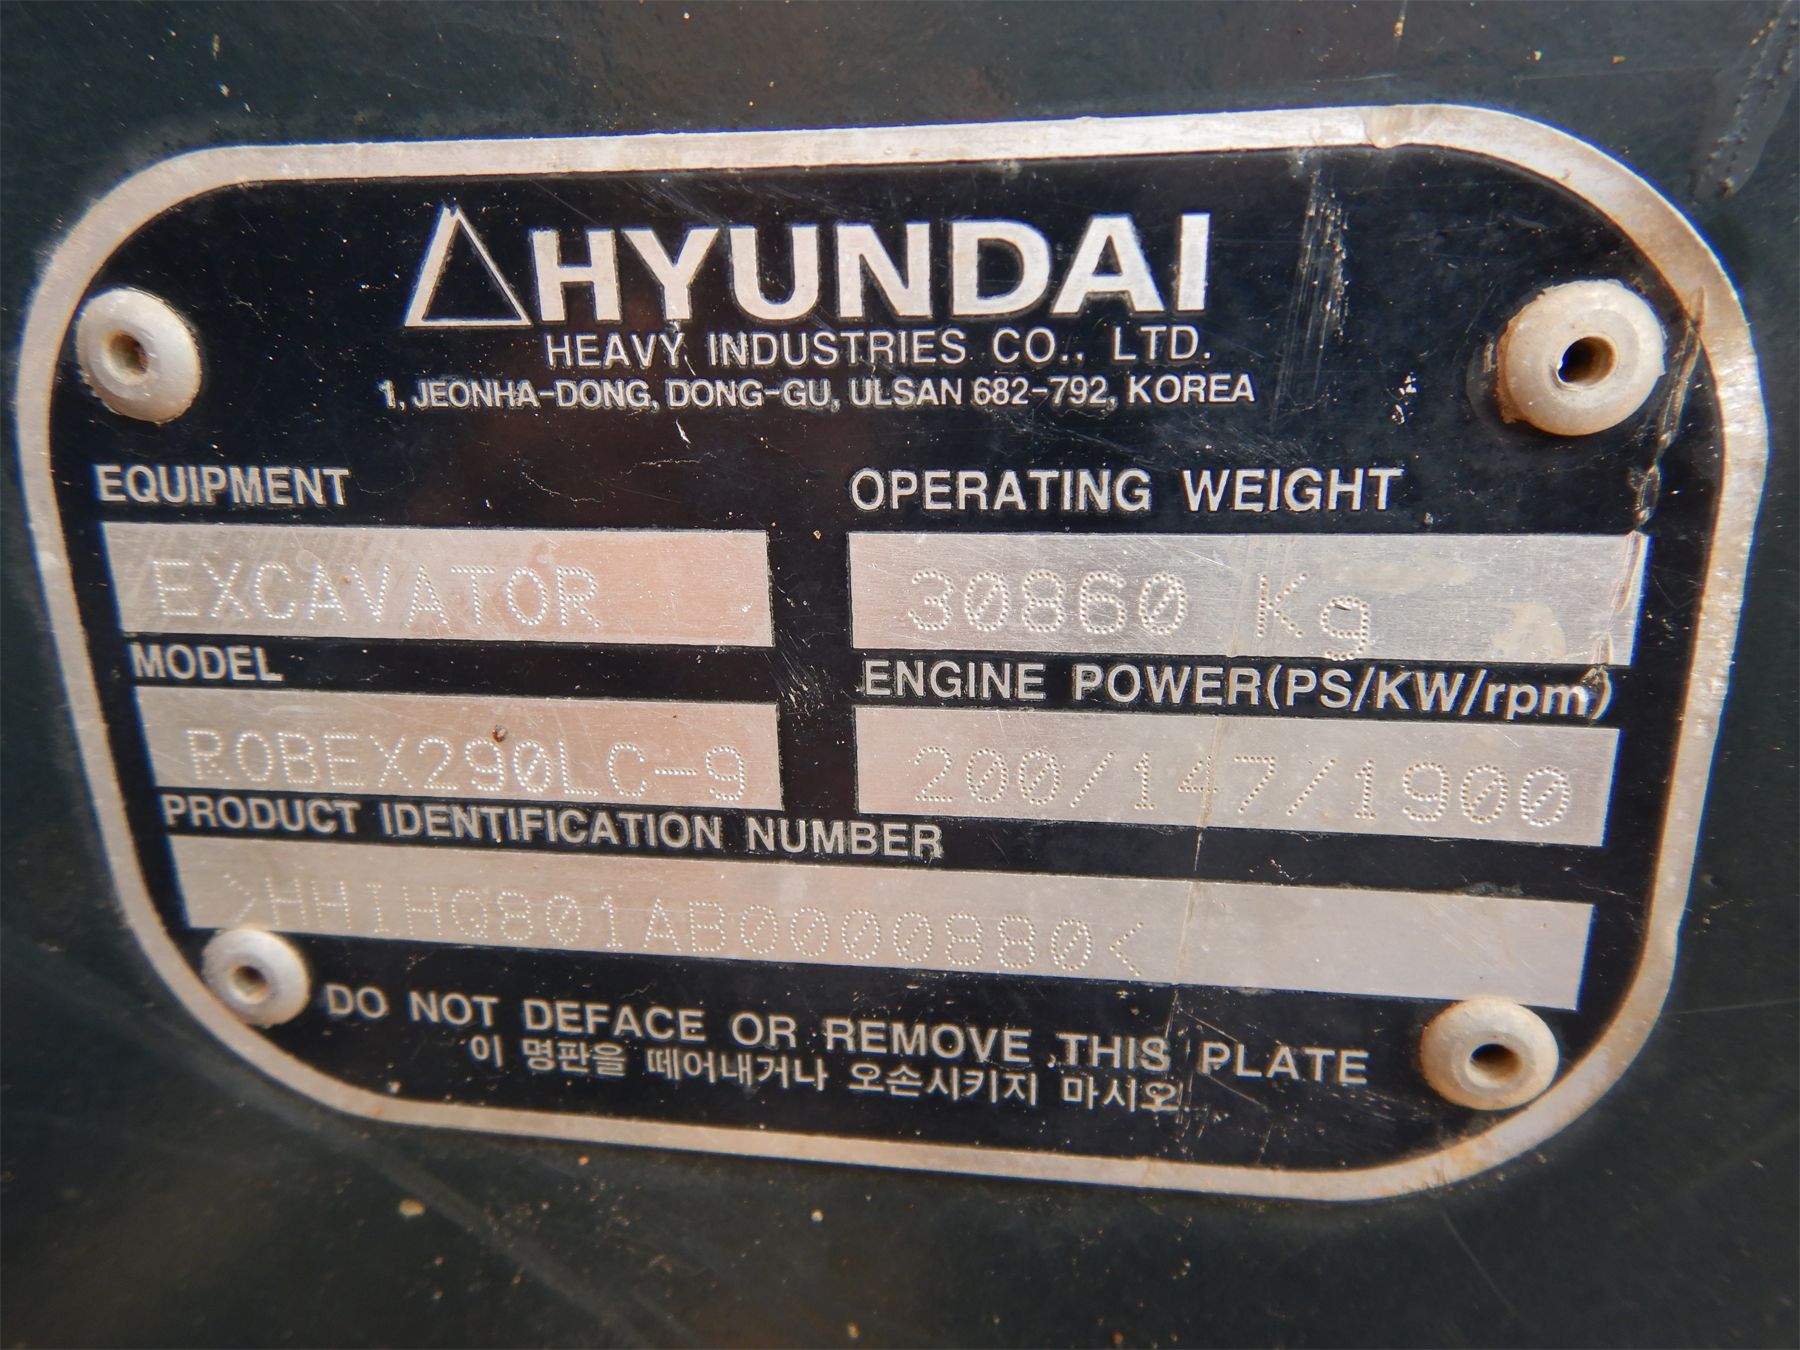 HYUNDAI
HEAVY INDUSTRIES CO., LTD.
1, JEONHA-DONG, DONG-GU, ULSAN 682-792, KOREA
EQUIPMENT
EXCAVATOR
OPERATING WEIGHT
30860 Kg
MODEL
ROBEX290LC-9
ENGINE POWER(PS/KW/rpm)
200/147/1900
PRODUCT IDENTIFICATION NUMBER
>HHIHQ801AB0000880<
DO NOT DEFACE OR REMOVE THIS PLATE
이 명판을 떼어내거나 오손시키지 마시오.